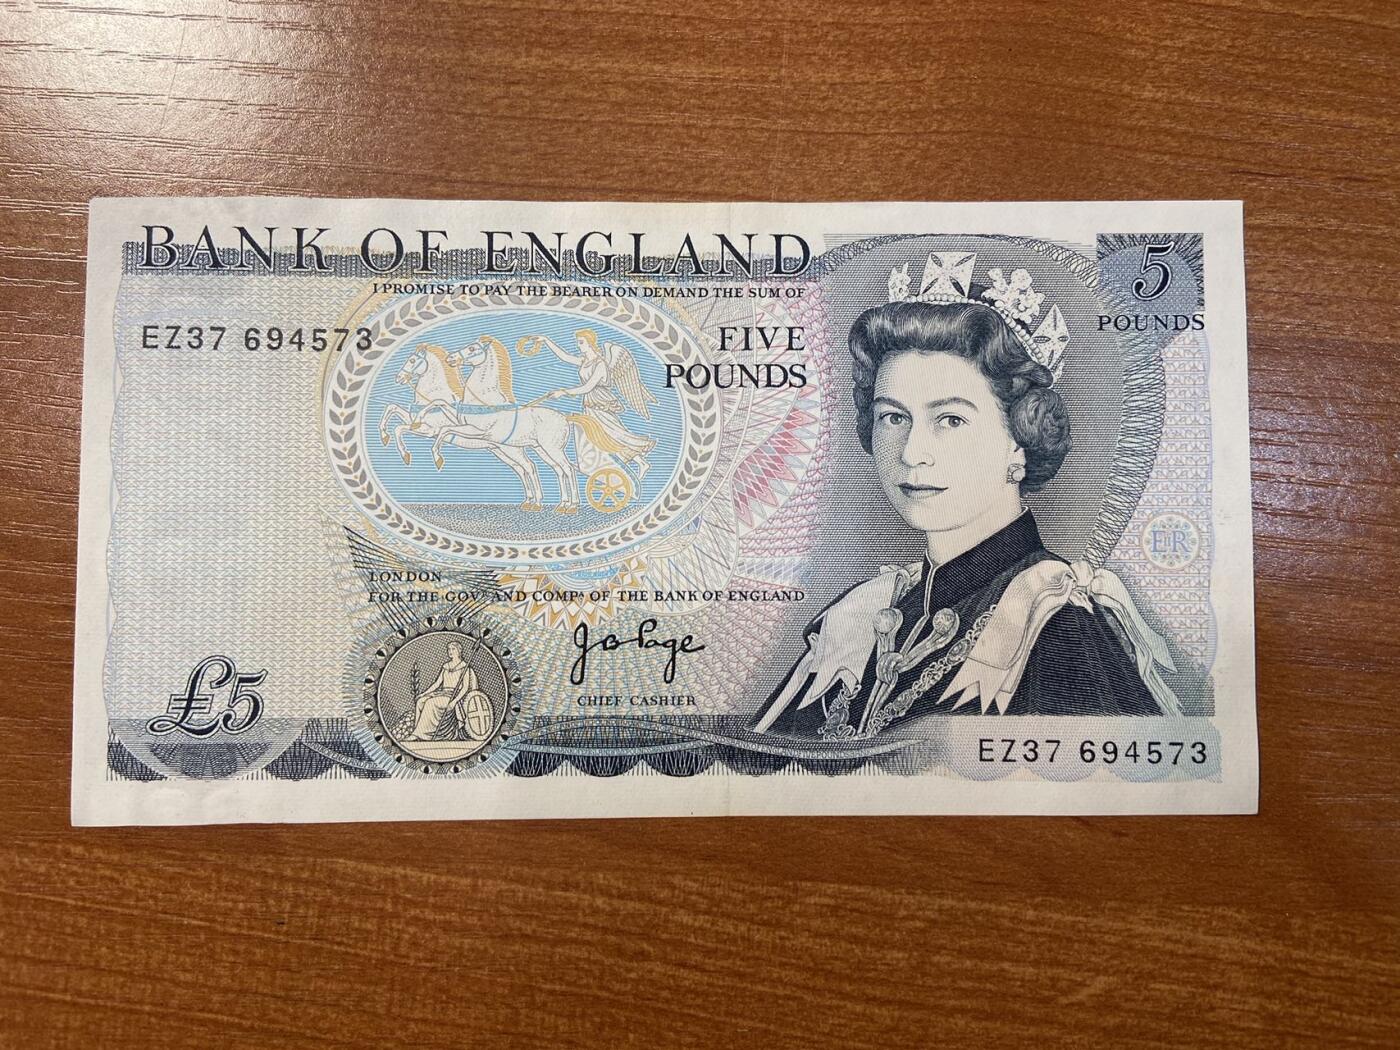 BANK OF ENGLAND
I PROMISE TO PAY THE BEARER ON DEMAND THE SUM OF
EZ37 694573
FIVE
POUNDS
5
POUNDS
EIIR
LONDON
FOR THE GOVR AND COMPA OF THE BANK OF ENGLAND
J B Page
CHIEF CASHIER
£5
EZ37 694573